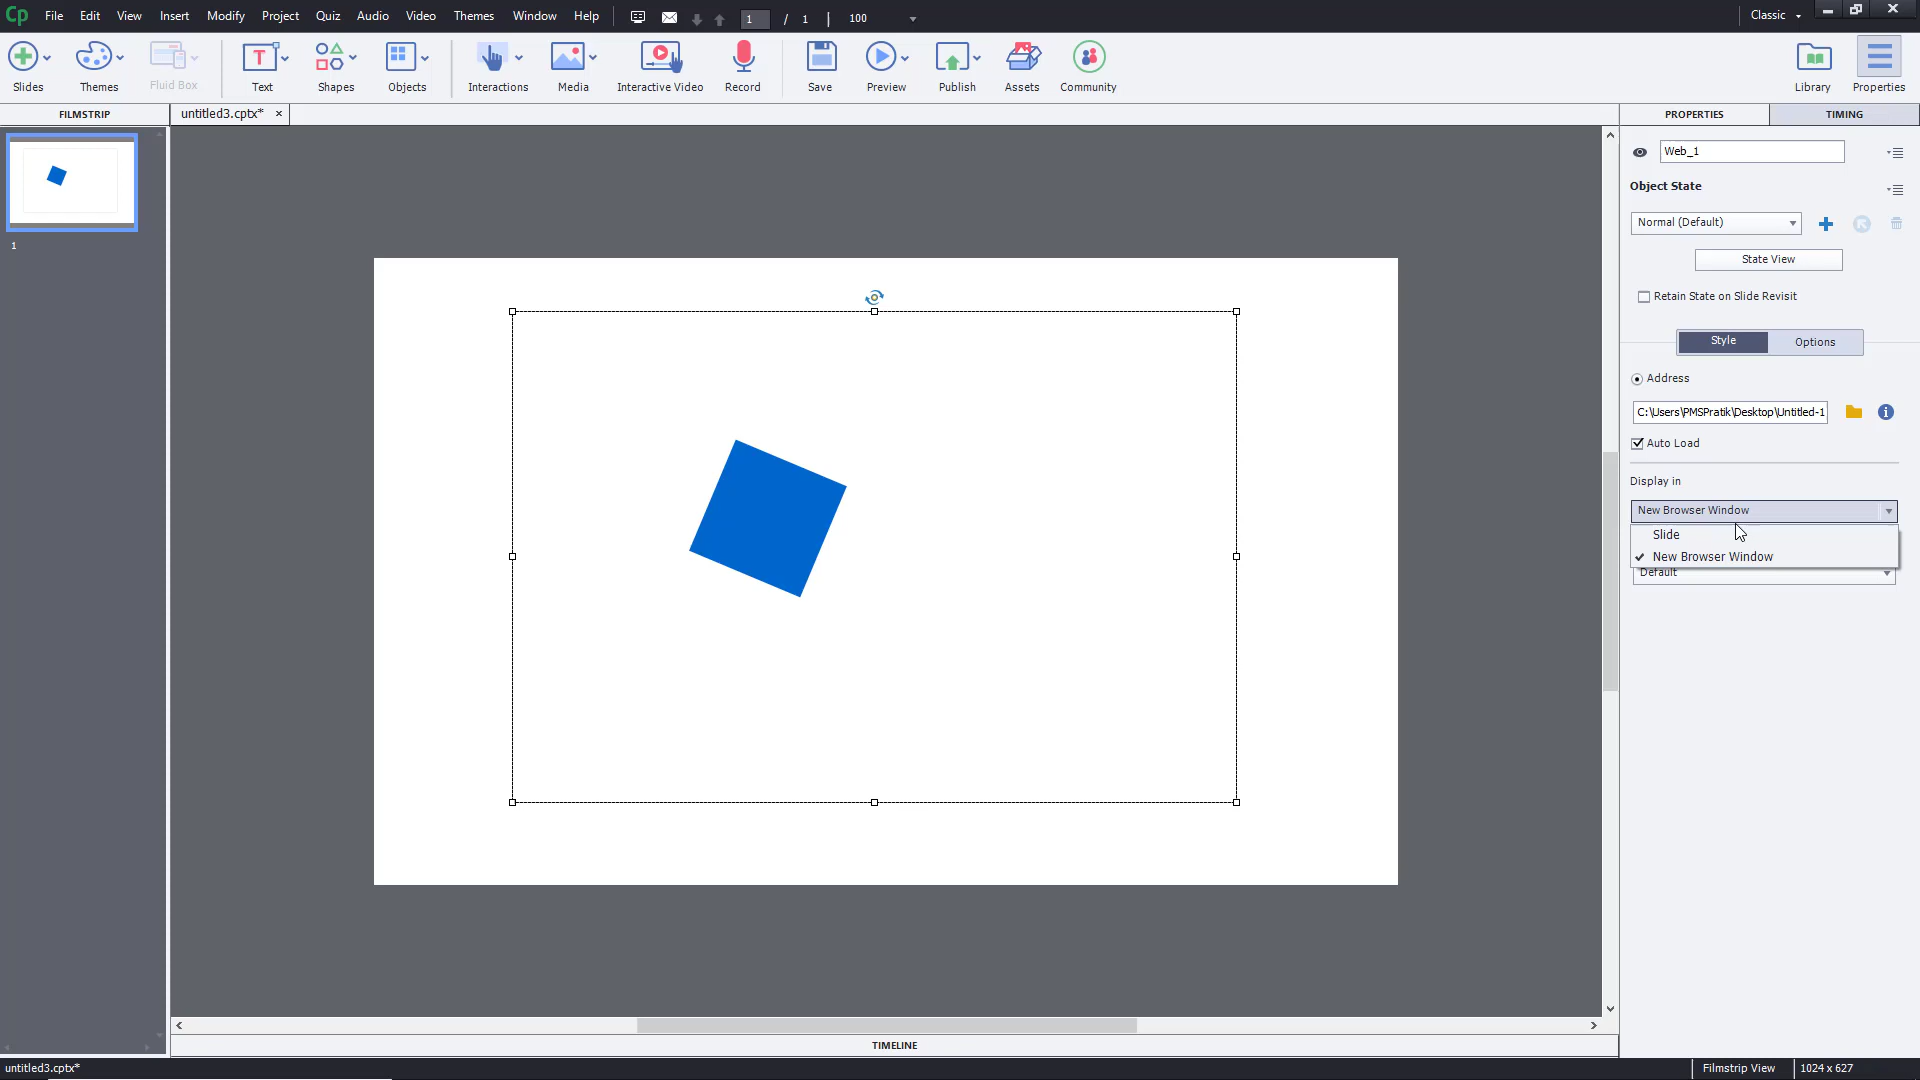 Cp File Edit View Insert Modify Project Quiz Audio Video Themes Window Help 1 / 1 | 100 Classic
Slides Themes Fluid Box Text Shapes Objects Interactions Media Interactive Video Record Save Preview Publish Assets Community Library Properties
FILMSTRIP untitled3.cptx* × PROPERTIES TIMING
1
Web_1
Object State
Normal (Default)
State View
Retain State on Slide Revisit
Style Options
Address
C:\Users\PMSPratik\Desktop\Untitled-1
Auto Load
Display in
New Browser Window
Slide
New Browser Window
Default
TIMELINE
untitled3.cptx* Filmstrip View 1024 x 627